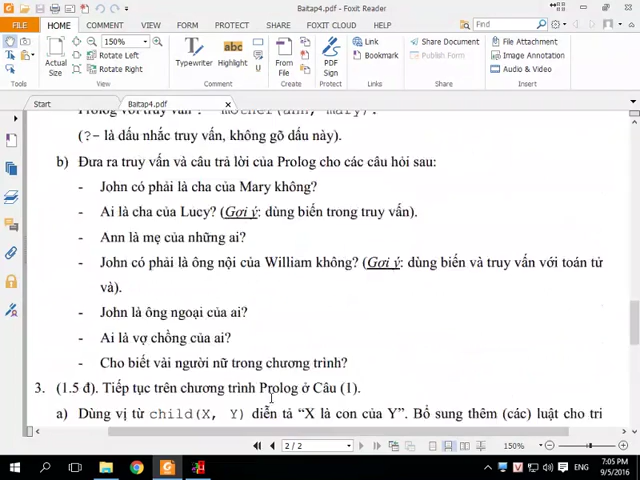 Baitap4.pdf - Foxit Reader
FILE HOME COMMENT VIEW FORM PROTECT SHARE FOXIT CLOUD HELP Find
150%
Link
Share Document
File Attachment
Rotate Left
Bookmark
Publish Form
Image Annotation
Rotate Right
Audio & Video
Actual Size
Typewriter
Highlight
From File
PDF Sign
Tools
View
Comment
Create
Protect
Links
Share
Insert
Start Baitap4.pdf
(?- là dấu nhắc truy vấn, không gõ dấu này).
b) Đưa ra truy vấn và câu trả lời của Prolog cho các câu hỏi sau:
- John có phải là cha của Mary không?
- Ai là cha của Lucy? (Gợi ý: dùng biến trong truy vấn).
- Ann là mẹ của những ai?
- John có phải là ông nội của William không? (Gợi ý: dùng biến và truy vấn với toán tử
và).
- John là ông ngoại của ai?
- Ai là vợ chồng của ai?
- Cho biết vài người nữ trong chương trình?
3. (1.5 đ). Tiếp tục trên chương trình Prolog ở Câu (1).
a) Dùng vị từ child(X, Y) diễn tả “X là con của Y”. Bổ sung thêm (các) luật cho tri
2 / 2
150%
7:05 PM
9/5/2016